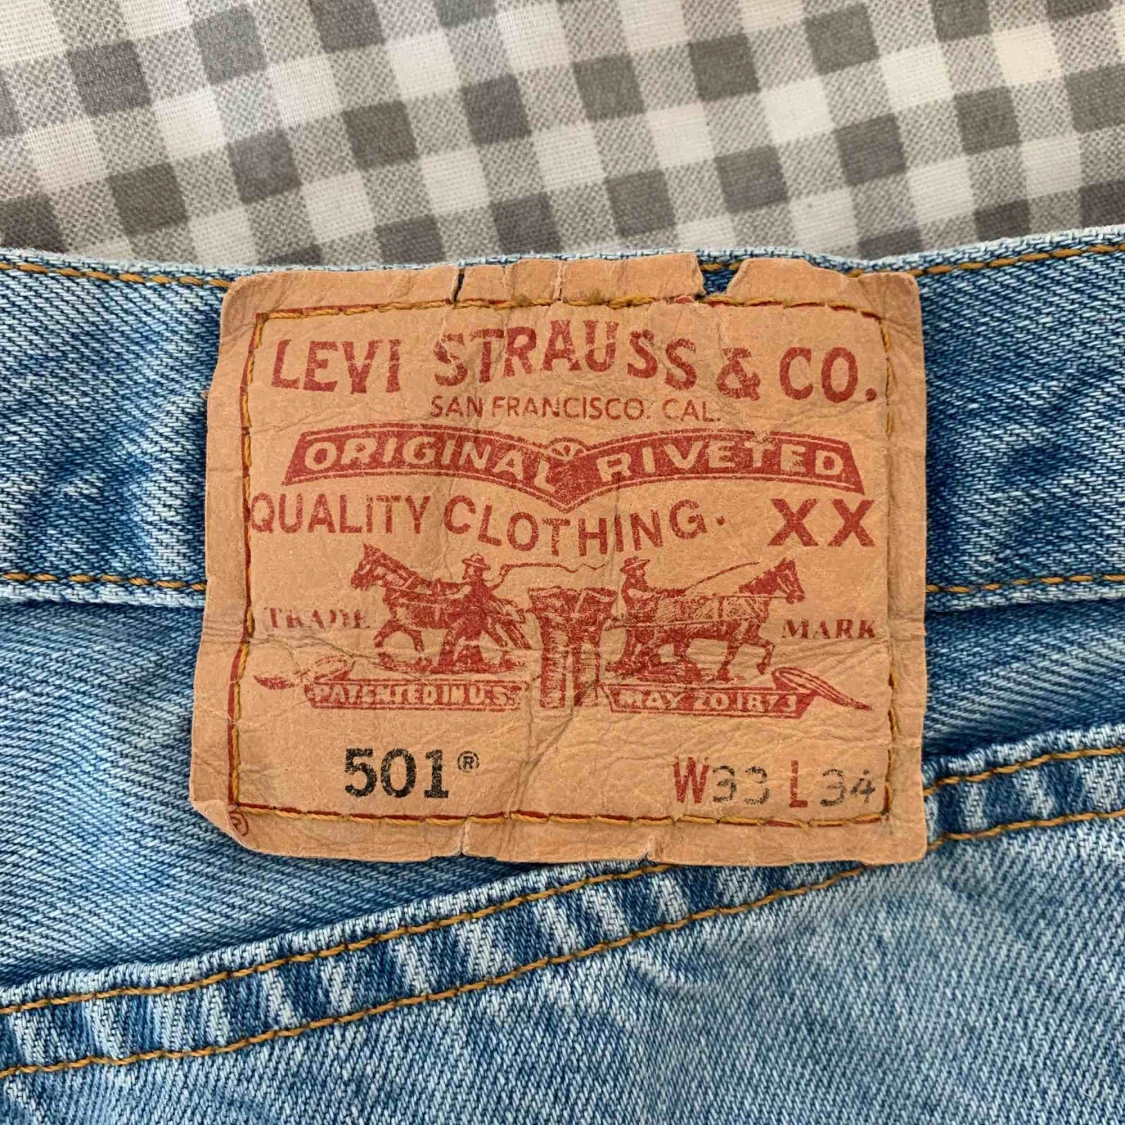 LEVI STRAUSS & CO.
SAN FRANCISCO. CAL.
ORIGINAL RIVETED
QUALITY CLOTHING. XX
TRADE MARK
PATENTED IN U.S. MAY 20 1873
501® W33 L34